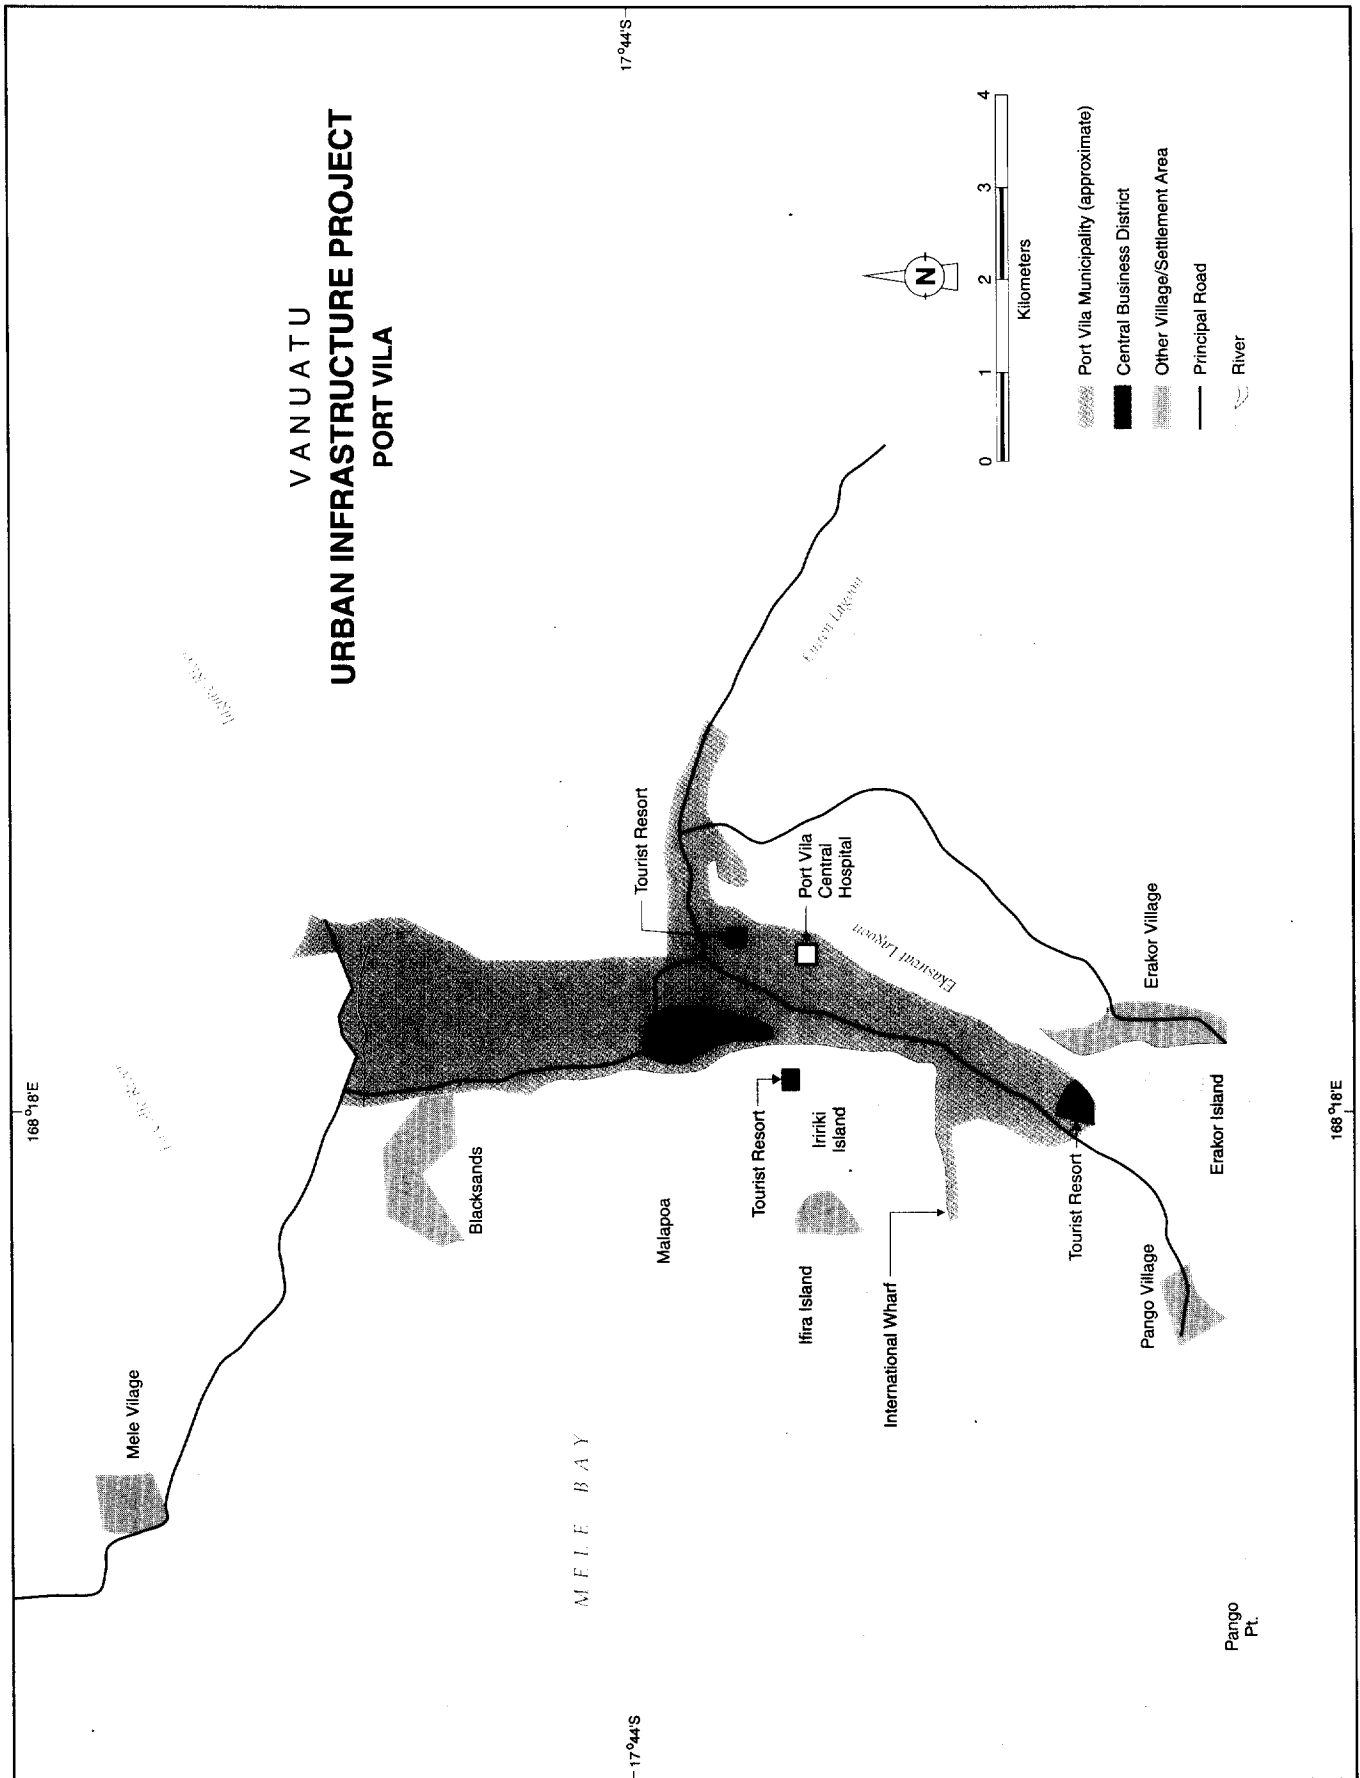 VANUATU
URBAN INFRASTRUCTURE PROJECT
PORT VILA
168°18'E
17°44'S
Mele Vilage
Blacksands
MELE BAY
Malapoa
Tourist Resort
Tourist Resort
Port Vila
Central
Hospital
Iririki
Island
Ifira Island
International Wharf
Ekasuvat Lagoon
Lagoon
Tourist Resort
Erakor Village
Erakor Island
Pango Village
Pango
Pt.
17°44'S
168°18'E
N
0 1 2 3 4
Kilometers
Port Vila Municipality (approximate)
Central Business District
Other Village/Settlement Area
Principal Road
River